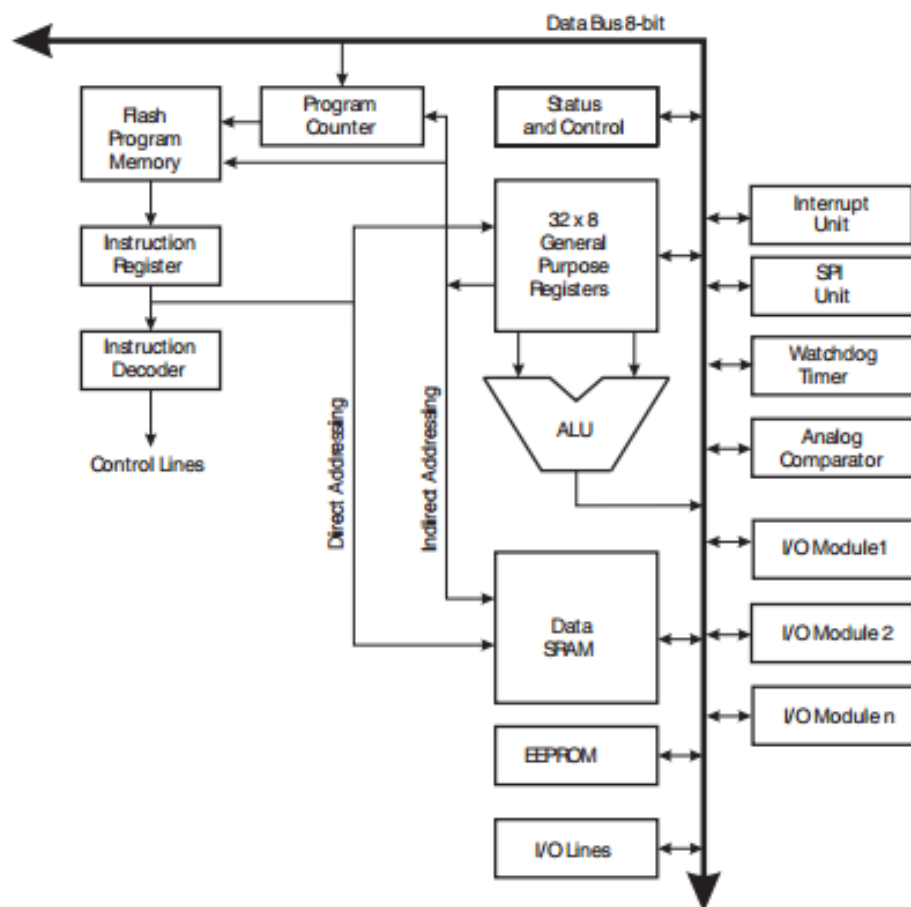 Data Bus 8-bit
Flash
Program
Memory
Program
Counter
Status
and Control
32 x 8
General
Purpose
Registers
Interrupt
Unit
Instruction
Register
SPI
Unit
Instruction
Decoder
Watchdog
Timer
ALU
Analog
Comparator
Control Lines
Direct Addressing
Indirect Addressing
I/O Module1
Data
SRAM
I/O Module 2
I/O Module n
EEPROM
I/O Lines